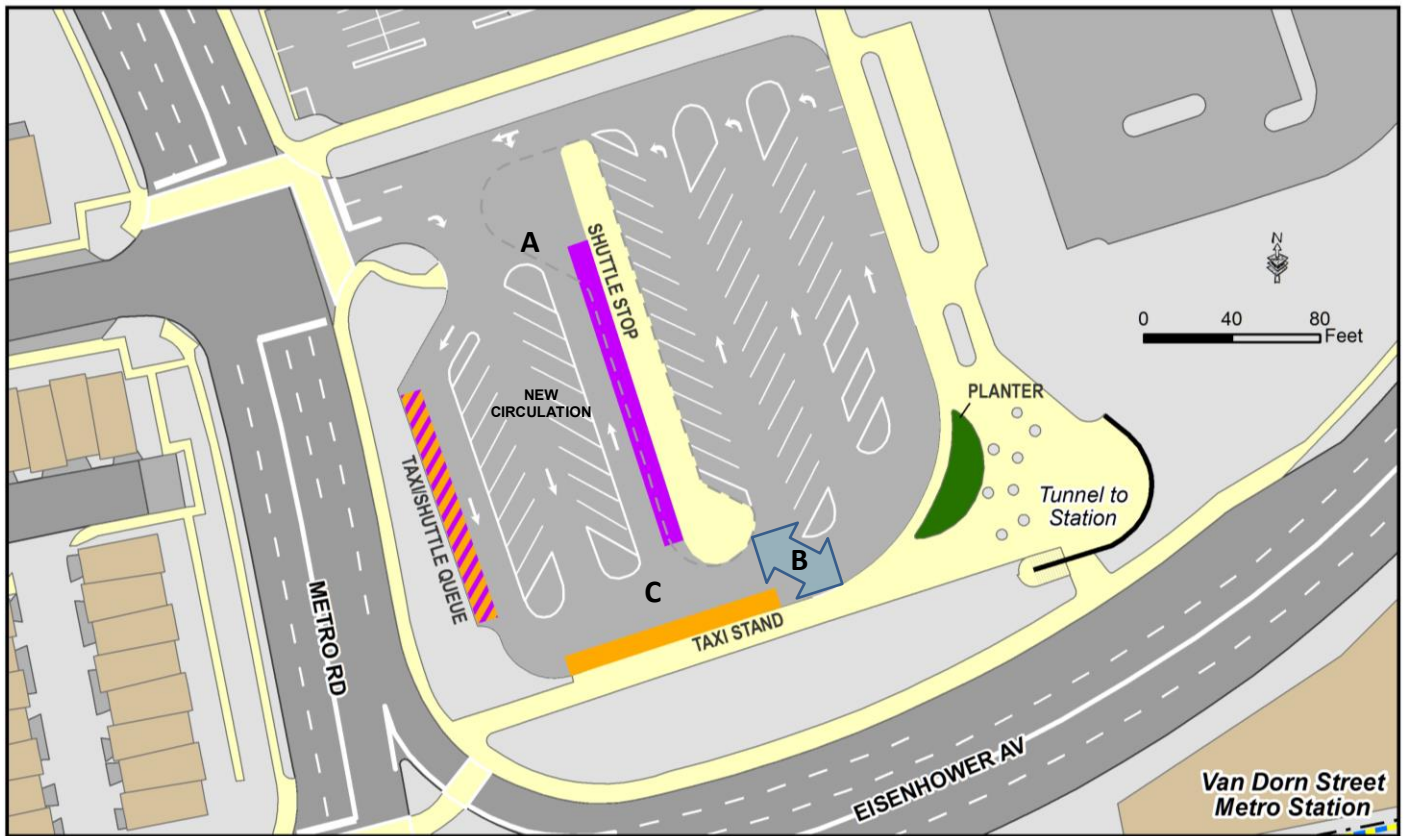 A
SHUTTLE STOP
N
0 40 80
Feet
NEW
CIRCULATION
PLANTER
TAXI/SHUTTLE QUEUE
Tunnel to
Station
B
C
METRO RD
TAXI STAND
EISENHOWER AV
Van Dorn Street
Metro Station